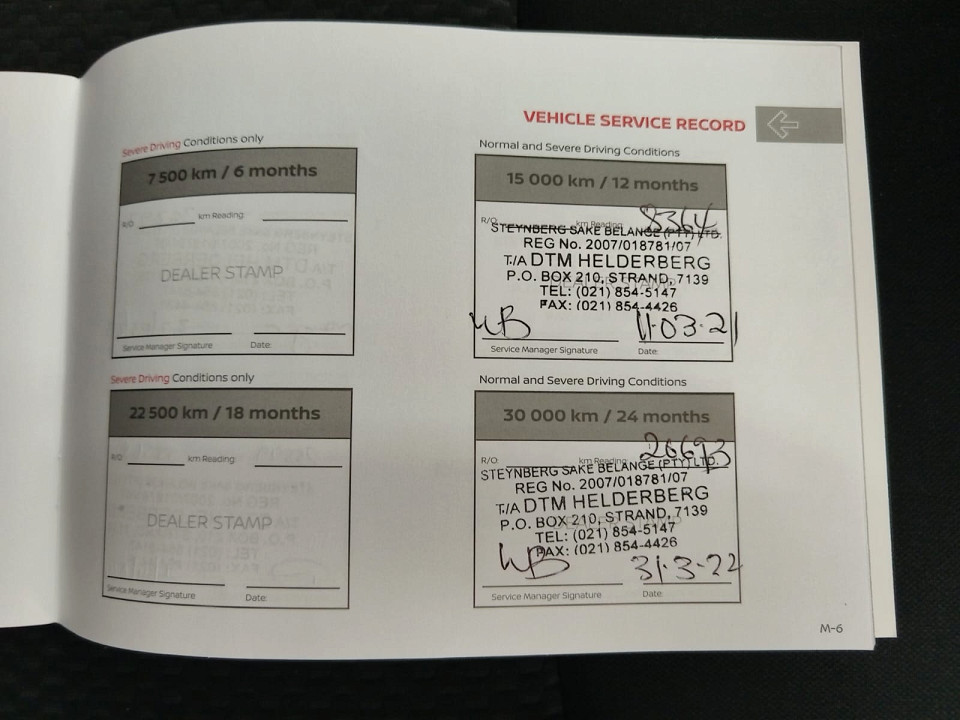 VEHICLE SERVICE RECORD
Severe Driving Conditions only
7 500 km / 6 months
R/O km Reading:
DEALER STAMP
Service Manager Signature Date:
Normal and Severe Driving Conditions
15 000 km / 12 months
R/O km Reading: 8364
STEYNBERG SAKE BELANGE (PTY) LTD.
REG No. 2007/018781/07
T/A DTM HELDERBERG
P.O. BOX 210, STRAND, 7139
TEL: (021) 854-5147
FAX: (021) 854-4426
WB 11-03-21
Service Manager Signature Date:
Severe Driving Conditions only
22 500 km / 18 months
R/O km Reading:
DEALER STAMP
Service Manager Signature Date:
Normal and Severe Driving Conditions
30 000 km / 24 months
R/O km Reading: 26693
STEYNBERG SAKE BELANGE (PTY) LTD.
REG No. 2007/018781/07
T/A DTM HELDERBERG
P.O. BOX 210, STRAND, 7139
TEL: (021) 854-5147
FAX: (021) 854-4426
WB 31-3-22
Service Manager Signature Date:
M-6